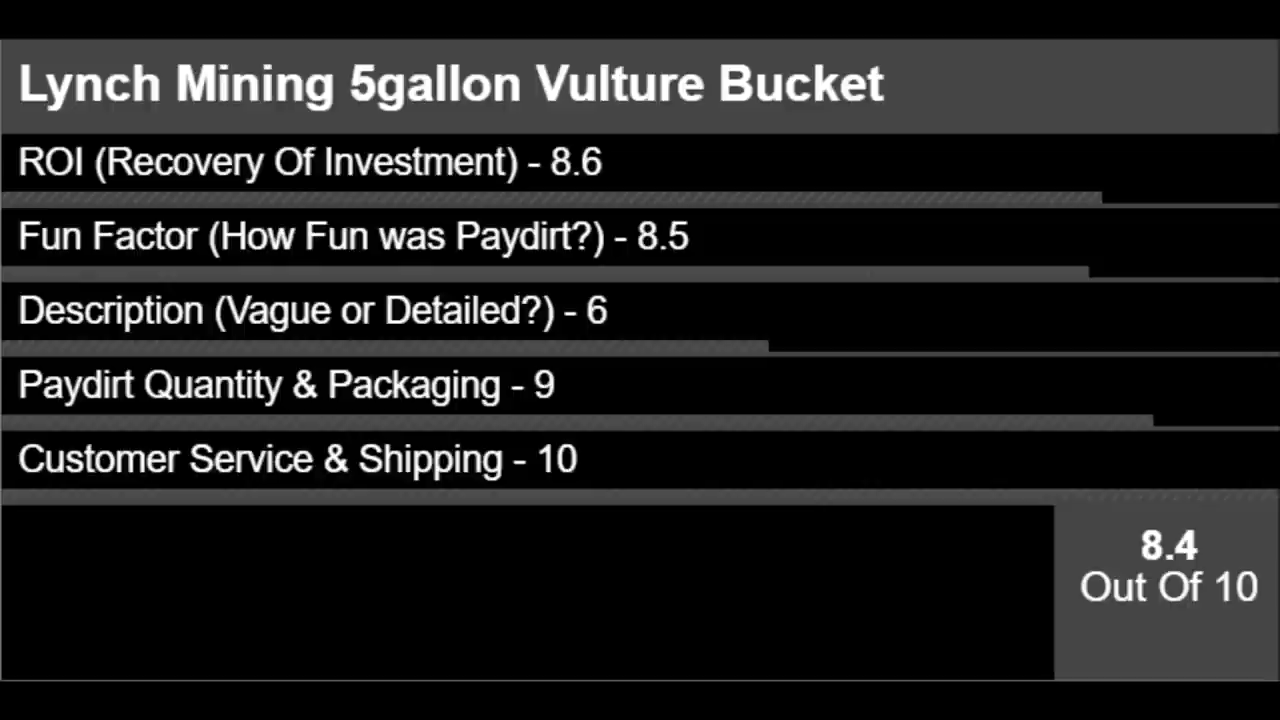 Lynch Mining 5gallon Vulture Bucket
ROI (Recovery Of Investment) - 8.6
Fun Factor (How Fun was Paydirt?) - 8.5
Description (Vague or Detailed?) - 6
Paydirt Quantity & Packaging - 9
Customer Service & Shipping - 10
8.4
Out Of 10